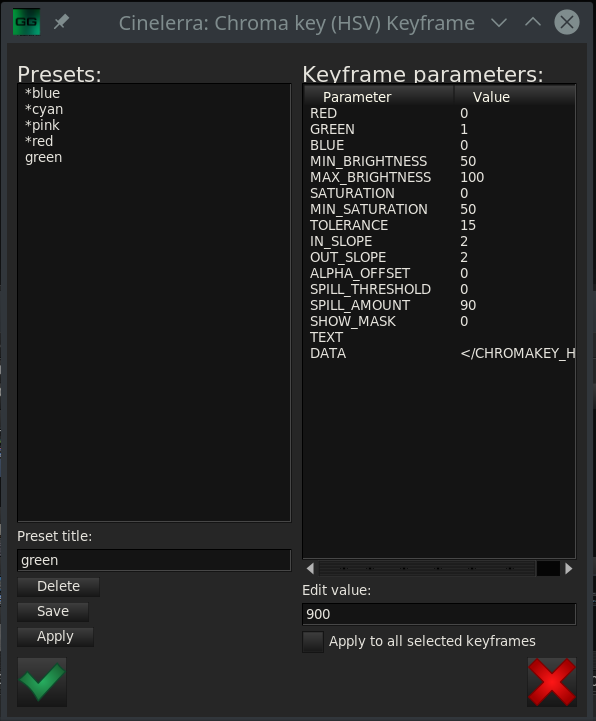 GG
Cinelerra: Chroma key (HSV) Keyframe
Presets:
*blue
*cyan
*pink
*red
green
Preset title:
green
Delete
Save
Apply
Keyframe parameters:
Parameter Value
RED 0
GREEN 1
BLUE 0
MIN_BRIGHTNESS 50
MAX_BRIGHTNESS 100
SATURATION 0
MIN_SATURATION 50
TOLERANCE 15
IN_SLOPE 2
OUT_SLOPE 2
ALPHA_OFFSET 0
SPILL_THRESHOLD 0
SPILL_AMOUNT 90
SHOW_MASK 0
TEXT
DATA </CHROMAKEY_H
Edit value:
900
Apply to all selected keyframes